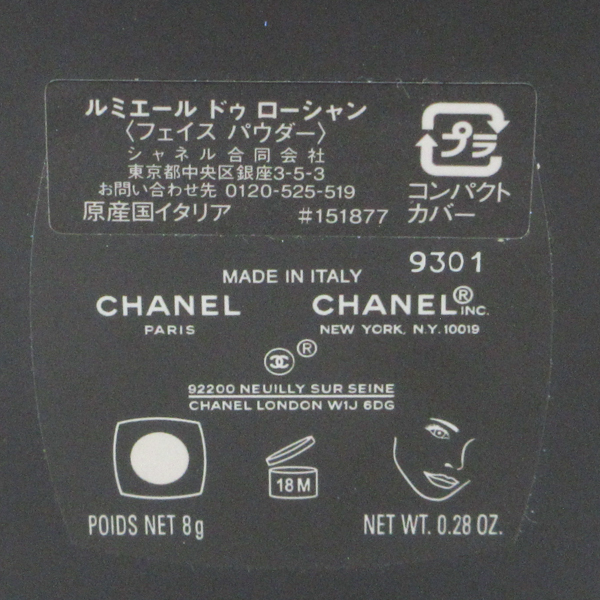 ルミエール ドゥ ローシャン
〈フェイス パウダー〉
シャネル合同会社
東京都中央区銀座3-5-3
お問い合わせ先 0120-525-519
原産国イタリア #151877
プラ
コンパクト
カバー
9301
MADE IN ITALY
CHANEL CHANEL® INC.
PARIS NEW YORK, N.Y. 10019
®
92200 NEUILLY SUR SEINE
CHANEL LONDON W1J 6DG
18 M
POIDS NET 8g NET WT. 0.28 OZ.